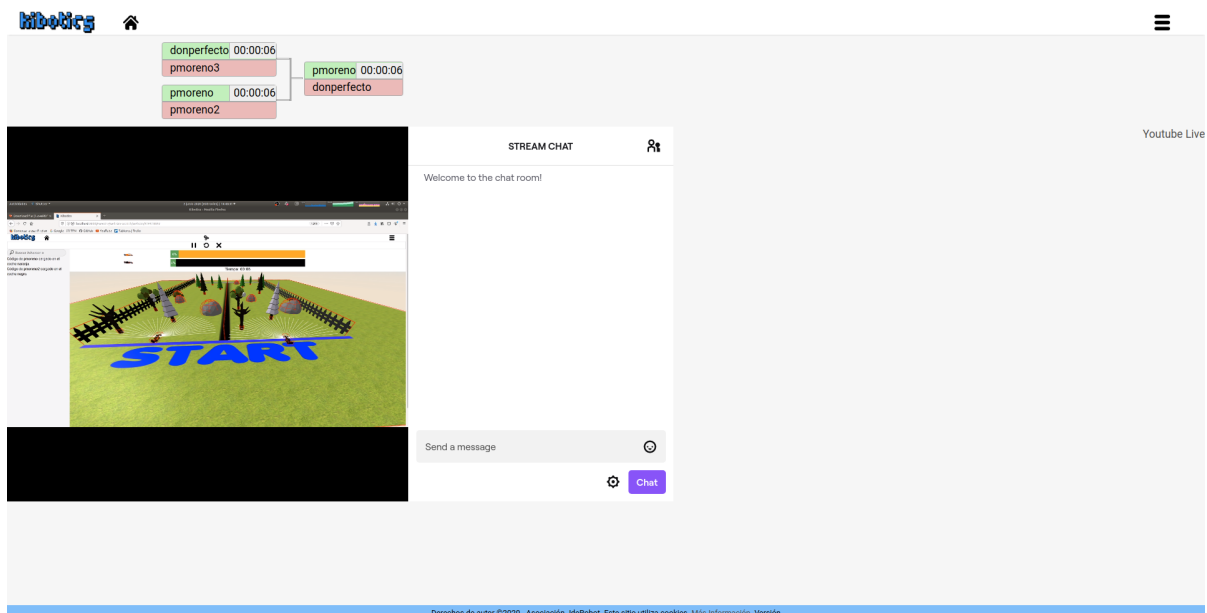 kibotics
donperfecto 00:00:06
pmoreno3
pmoreno 00:00:06
pmoreno2
pmoreno 00:00:06
donperfecto
Youtube Live
STREAM CHAT
Welcome to the chat room!
kibotics
START
Send a message
Chat
Derechos de autor ©2020 - Asociación JdeRobot. Este sitio utiliza cookies. Más Información. Versión